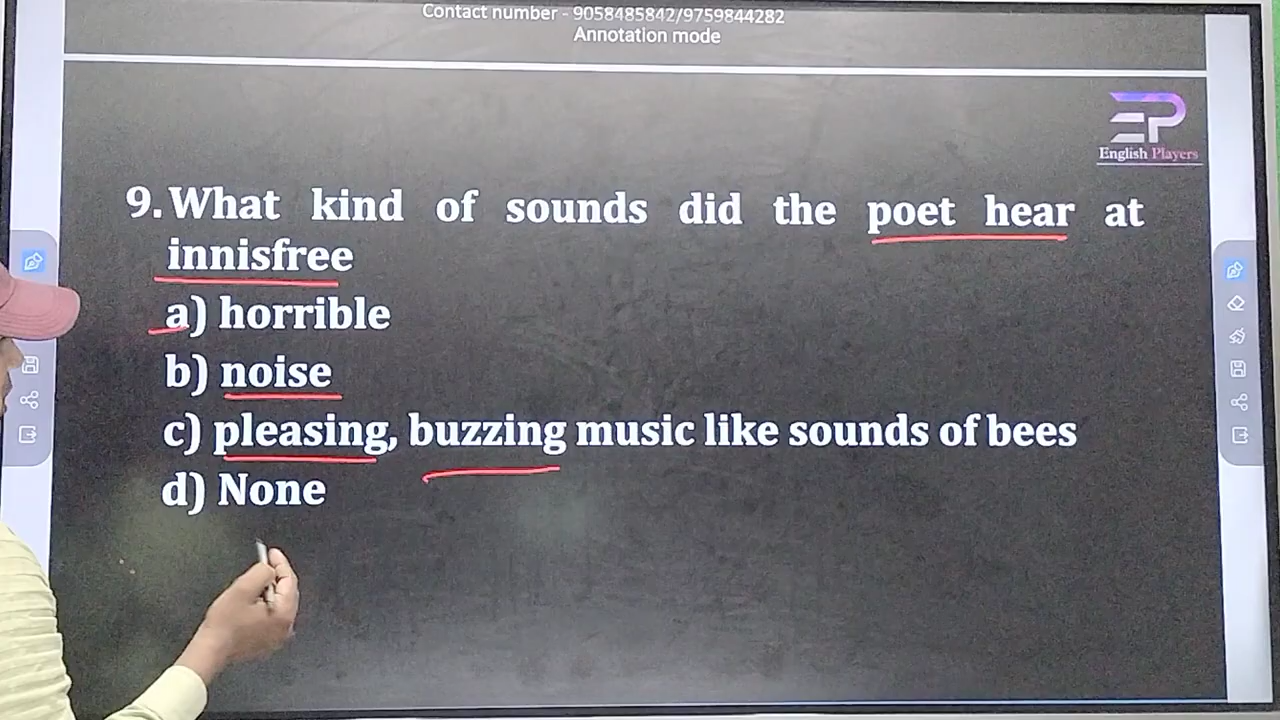 Contact number - 9058485842/9759844282
Annotation mode
EP
English Players
9. What kind of sounds did the poet hear at
innisfree
a) horrible
b) noise
c) pleasing, buzzing music like sounds of bees
d) None